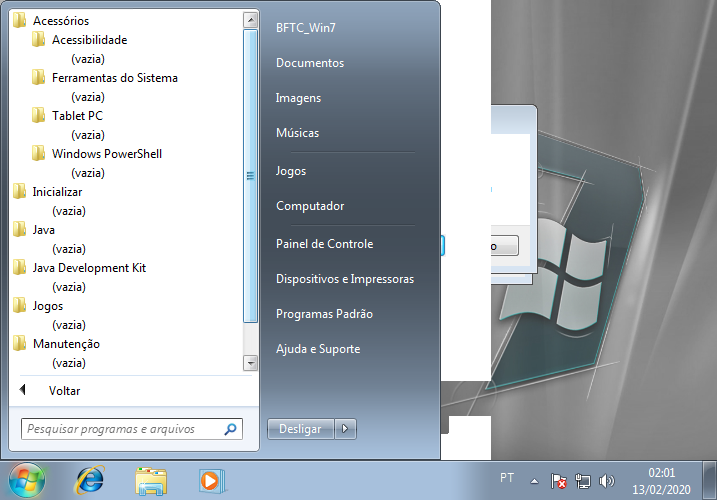 Acessórios
Acessibilidade
(vazia)
Ferramentas do Sistema
(vazia)
Tablet PC
(vazia)
Windows PowerShell
(vazia)
Inicializar
(vazia)
Java
(vazia)
Java Development Kit
(vazia)
Jogos
(vazia)
Manutenção
(vazia)
Voltar
Pesquisar programas e arquivos
BFTC_Win7
Documentos
Imagens
Músicas
Jogos
Computador
Painel de Controle
Dispositivos e Impressoras
Programas Padrão
Ajuda e Suporte
Desligar
PT
02:01
13/02/2020